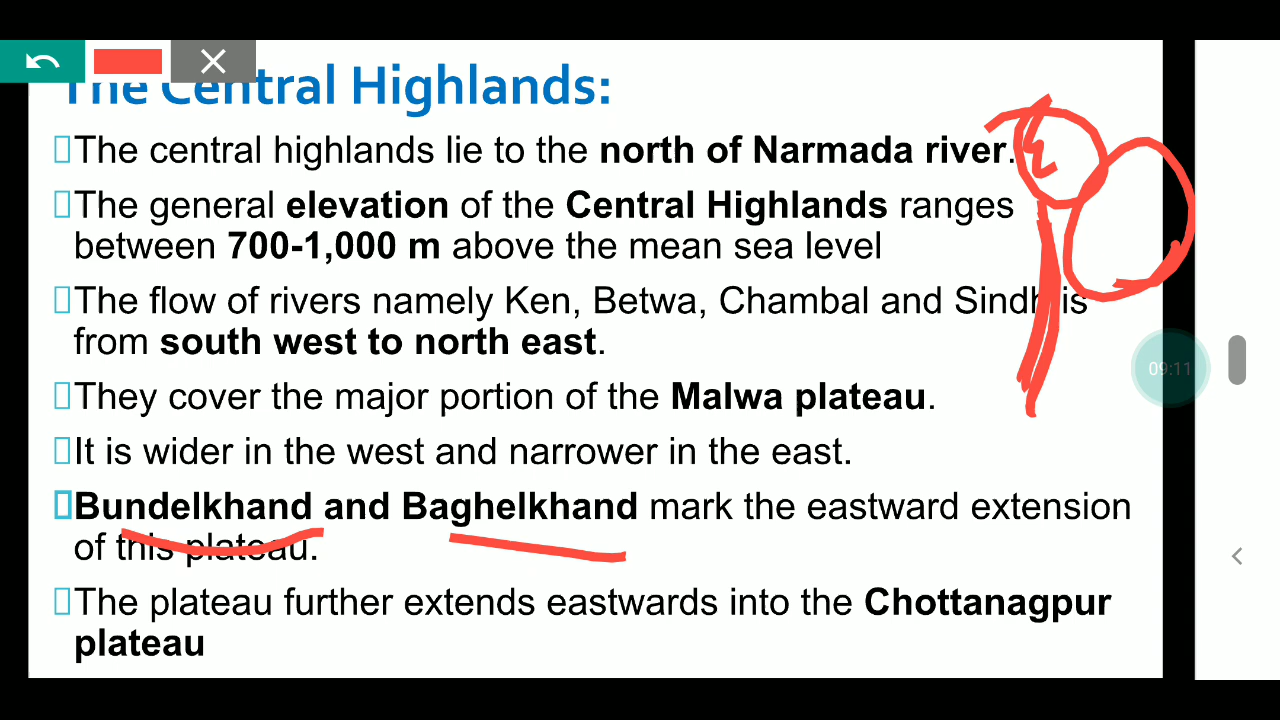 The Central Highlands:
The central highlands lie to the north of Narmada river.
The general elevation of the Central Highlands ranges
between 700-1,000 m above the mean sea level
The flow of rivers namely Ken, Betwa, Chambal and Sindh is
from south west to north east.
09:11
They cover the major portion of the Malwa plateau.
It is wider in the west and narrower in the east.
Bundelkhand and Baghelkhand mark the eastward extension
of this plateau.
The plateau further extends eastwards into the Chottanagpur
plateau